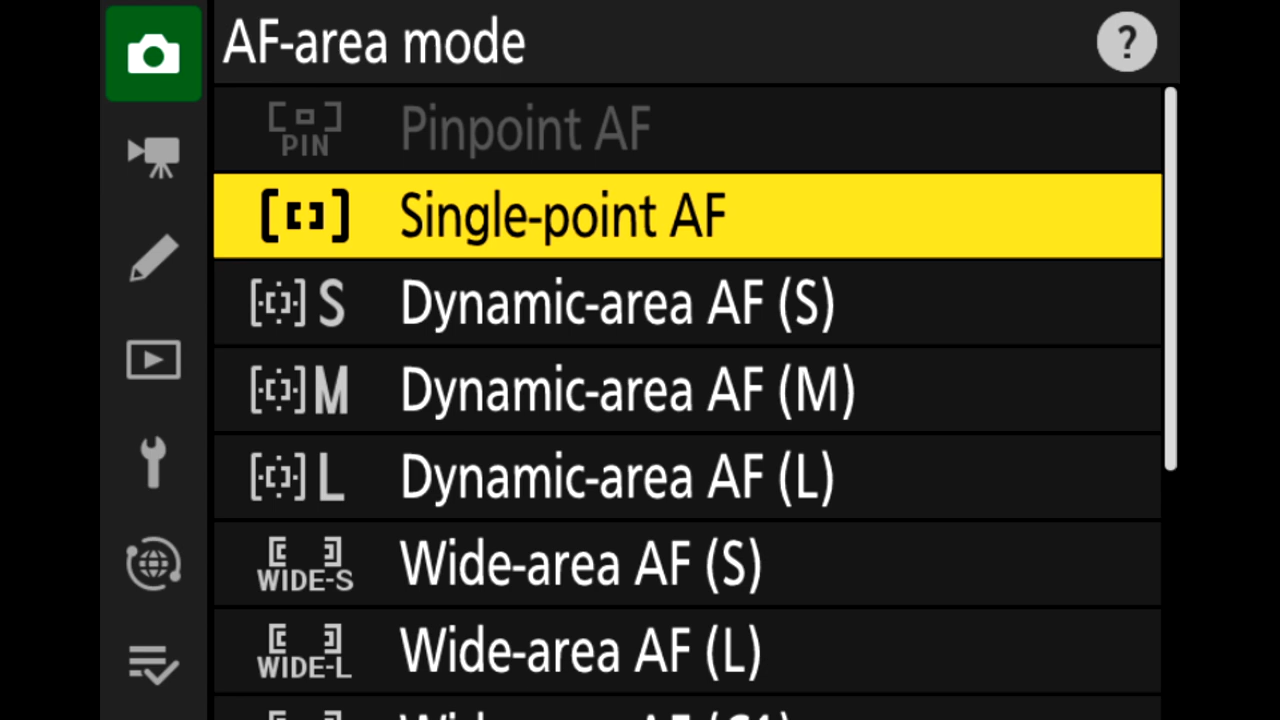 AF-area mode
?
PIN
Pinpoint AF
Single-point AF
S
Dynamic-area AF (S)
M
Dynamic-area AF (M)
L
Dynamic-area AF (L)
WIDE-S
Wide-area AF (S)
WIDE-L
Wide-area AF (L)